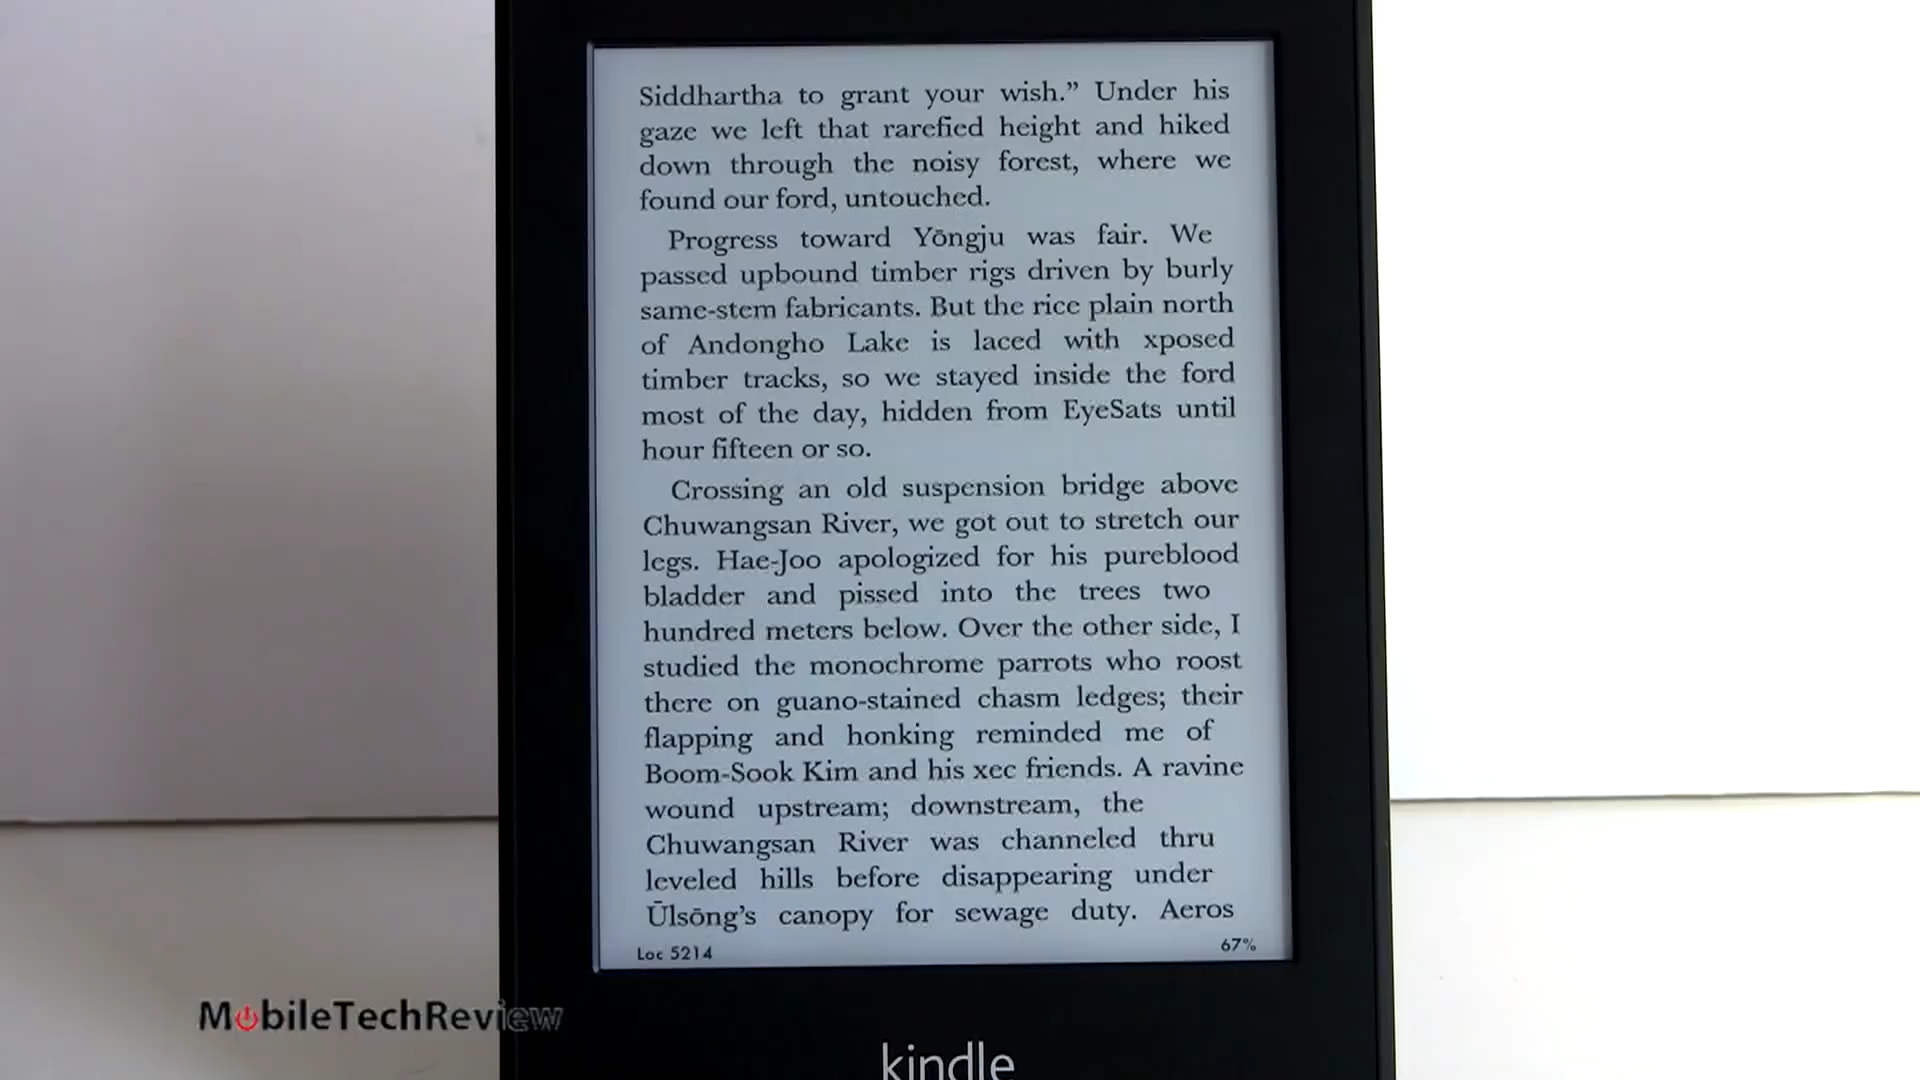 Siddhartha to grant your wish.” Under his
gaze we left that rarefied height and hiked
down through the noisy forest, where we
found our ford, untouched.
Progress toward Yōngju was fair. We
passed upbound timber rigs driven by burly
same-stem fabricants. But the rice plain north
of Andongho Lake is laced with xposed
timber tracks, so we stayed inside the ford
most of the day, hidden from EyeSats until
hour fifteen or so.
Crossing an old suspension bridge above
Chuwangsan River, we got out to stretch our
legs. Hae-Joo apologized for his pureblood
bladder and pissed into the trees two
hundred meters below. Over the other side, I
studied the monochrome parrots who roost
there on guano-stained chasm ledges; their
flapping and honking reminded me of
Boom-Sook Kim and his xec friends. A ravine
wound upstream; downstream, the
Chuwangsan River was channeled thru
leveled hills before disappearing under
Ūlsōng’s canopy for sewage duty. Aeros
Loc 5214
67%
MobileTechReview
kindle